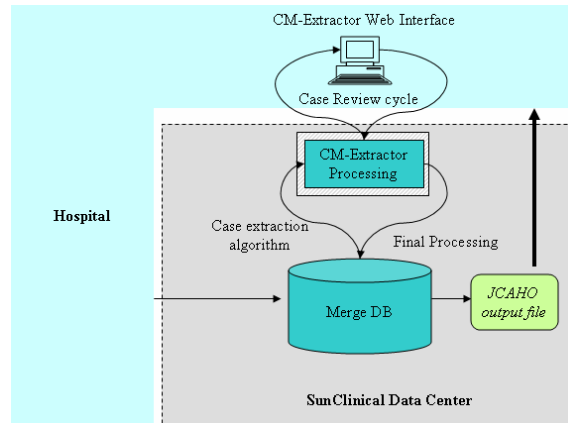 CM-Extractor Web Interface
Case Review cycle
CM-Extractor
Processing
Hospital
Case extraction
algorithm
Final Processing
Merge DB
JCAHO
output file
SunClinical Data Center